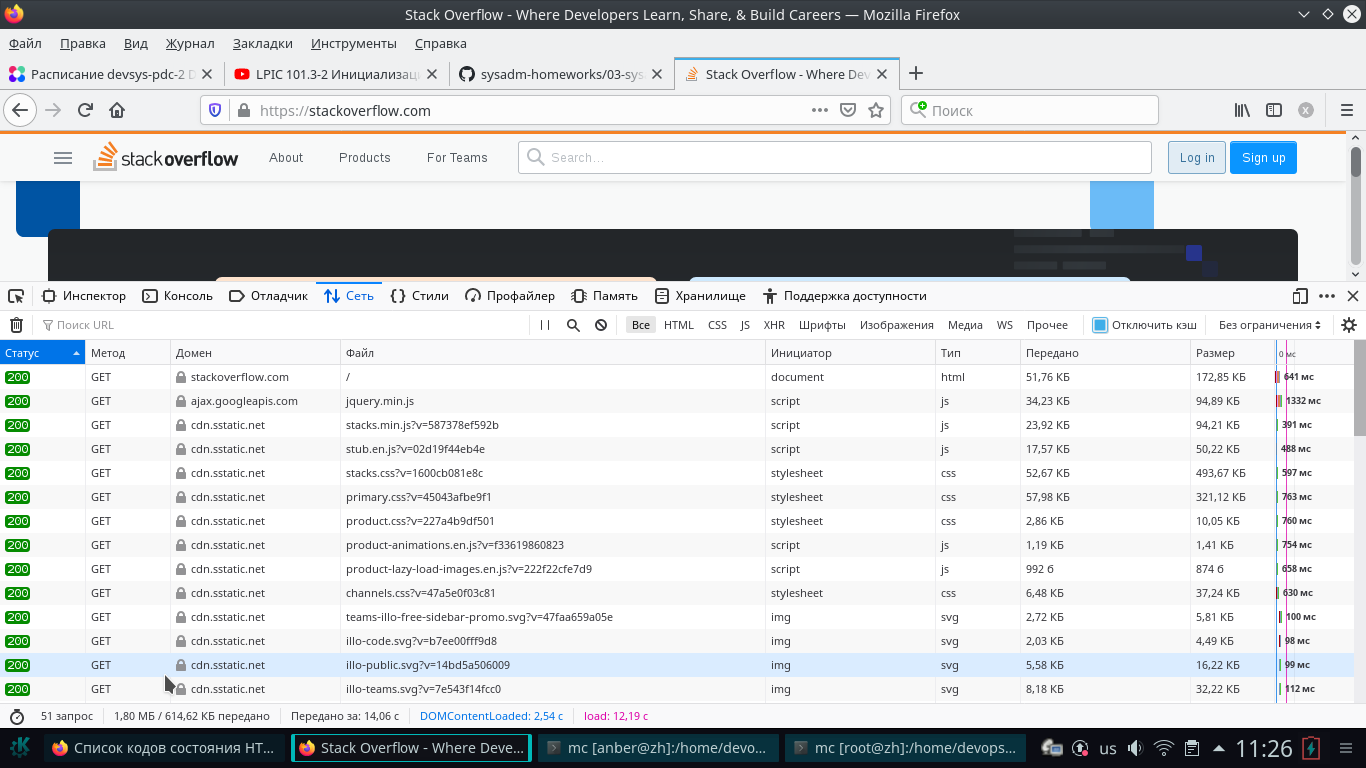 Stack Overflow - Where Developers Learn, Share, & Build Careers — Mozilla Firefox
Файл Правка Вид Журнал Закладки Инструменты Справка
Расписание devsys-pdc-2 LPIC 101.3-2 Инициализац sysadm-homeworks/03-sys Stack Overflow - Where Dev
https://stackoverflow.com Поиск
stackoverflow About Products For Teams Search... Log in Sign up
Инспектор Консоль Отладчик Сеть Стили Профайлер Память Хранилище Поддержка доступности
Поиск URL Все HTML CSS JS XHR Шрифты Изображения Медиа WS Прочее Отключить кэш Без ограничения
Статус Метод Домен Файл Инициатор Тип Передано Размер 0 мс
200 GET stackoverflow.com / document html 51,76 КБ 172,85 КБ 641 мс
200 GET ajax.googleapis.com jquery.min.js script js 34,23 КБ 94,89 КБ 1332 мс
200 GET cdn.sstatic.net stacks.min.js?v=587378ef592b script js 23,92 КБ 94,21 КБ 391 мс
200 GET cdn.sstatic.net stub.en.js?v=02d19f44eb4e script js 17,57 КБ 50,22 КБ 488 мс
200 GET cdn.sstatic.net stacks.css?v=1600cb081e8c stylesheet css 52,67 КБ 493,67 КБ 597 мс
200 GET cdn.sstatic.net primary.css?v=45043afbe9f1 stylesheet css 57,98 КБ 321,12 КБ 763 мс
200 GET cdn.sstatic.net product.css?v=227a4b9df501 stylesheet css 2,86 КБ 10,05 КБ 760 мс
200 GET cdn.sstatic.net product-animations.en.js?v=f33619860823 script js 1,19 КБ 1,41 КБ 754 мс
200 GET cdn.sstatic.net product-lazy-load-images.en.js?v=222f22cfe7d9 script js 992 б 874 б 658 мс
200 GET cdn.sstatic.net channels.css?v=47a5e0f03c81 stylesheet css 6,48 КБ 37,24 КБ 630 мс
200 GET cdn.sstatic.net teams-illo-free-sidebar-promo.svg?v=47faa659a05e img svg 2,72 КБ 5,81 КБ 100 мс
200 GET cdn.sstatic.net illo-code.svg?v=b7ee00fff9d8 img svg 2,03 КБ 4,49 КБ 98 мс
200 GET cdn.sstatic.net illo-public.svg?v=14bd5a506009 img svg 5,58 КБ 16,22 КБ 99 мс
200 GET cdn.sstatic.net illo-teams.svg?v=7e543f14fcc0 img svg 8,18 КБ 32,22 КБ 112 мс
51 запрос 1,80 МБ / 614,62 КБ передано Передано за: 14,06 с DOMContentLoaded: 2,54 с load: 12,19 с
Список кодов состояния HT... Stack Overflow - Where Deve... mc [anber@zh]:/home/devo... mc [root@zh]:/home/devops... us 11:26